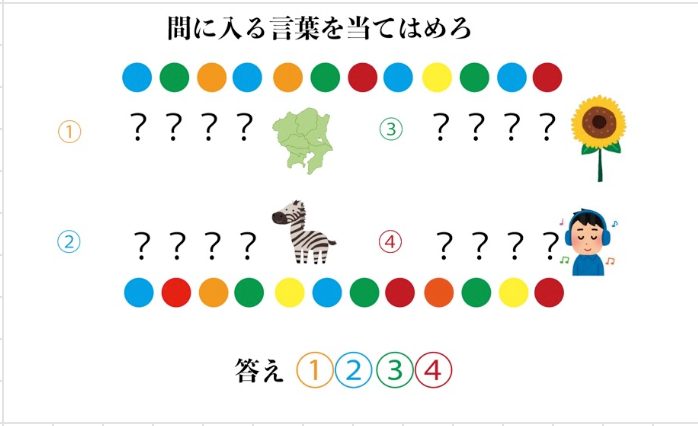 間に入る言葉を当てはめろ
① ？ ？ ？ ？ ③ ？ ？ ？ ？
② ？ ？ ？ ？ ④ ？ ？ ？ ？
答え ①②③④